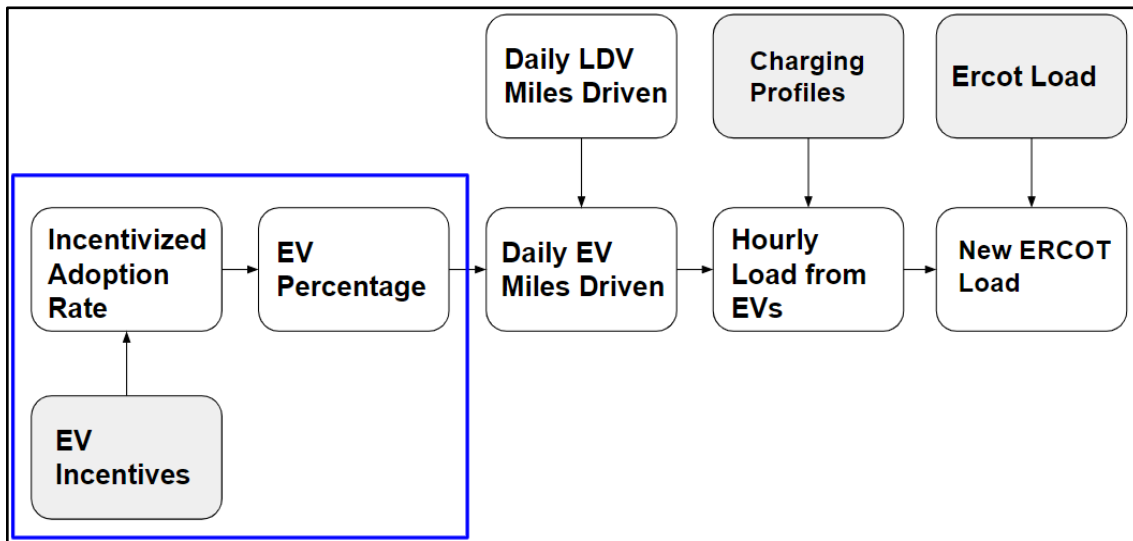 Daily LDV
Miles Driven
Charging
Profiles
Ercot Load
Incentivized
Adoption
Rate
EV
Percentage
Daily EV
Miles Driven
Hourly
Load from
EVs
New ERCOT
Load
EV
Incentives